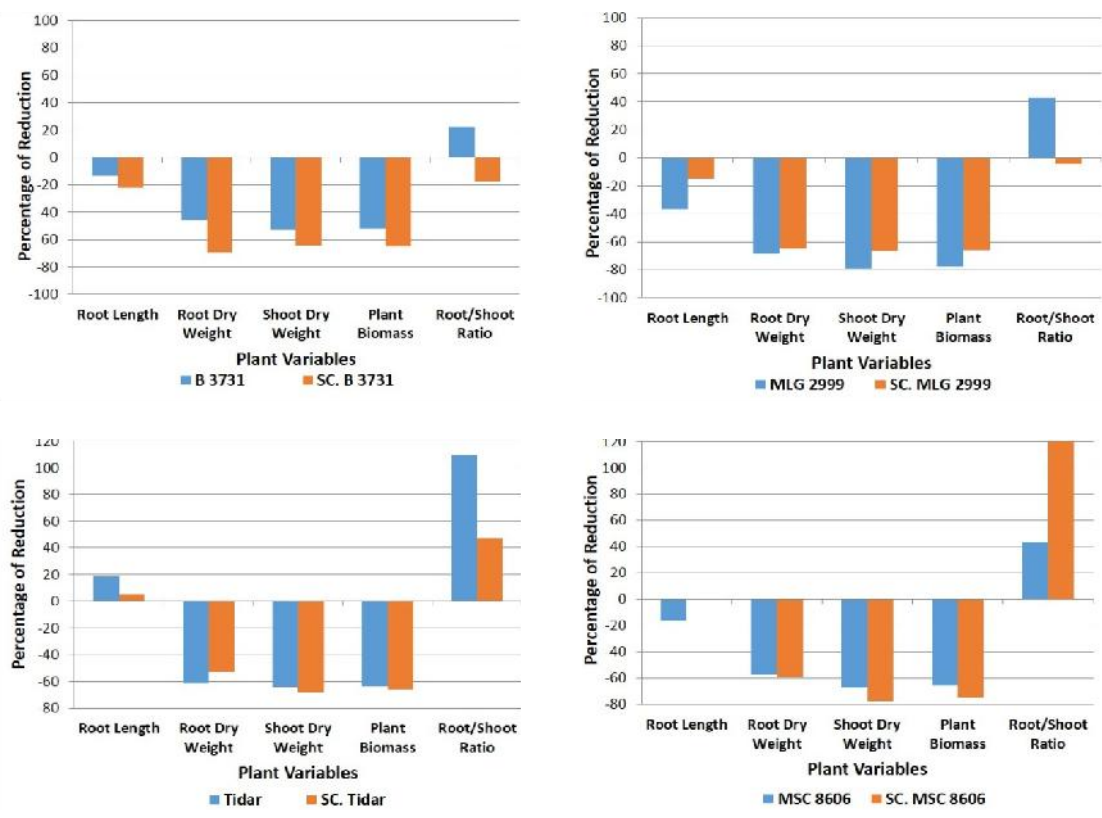 100
80
60
40
20
0
-20
-40
-60
-80
-100
Percentage of Reduction
Root Length Root Dry Shoot Dry Plant Root/Shoot
Weight Weight Biomass Ratio
Plant Variables
B 3731 SC. B 3731
100
80
60
40
20
0
-20
-40
-60
-80
-100
Percentage of Reduction
Root Length Root Dry Shoot Dry Plant Root/Shoot
Weight Weight Biomass Ratio
Plant Variables
MLG 2999 SC. MLG 2999
120
100
80
60
40
20
0
-20
-40
-60
80
Percentage of Reduction
Root Length Root Dry Shoot Dry Plant Root/Shoot
Weight Weight Biomass Ratio
Plant Variables
Tidar SC. Tidar
120
100
80
60
40
20
0
-20
-40
-60
-80
Percentage of Reduction
Root Length Root Dry Shoot Dry Plant Root/Shoot
Weight Weight Biomass Ratio
Plant Variables
MSC 8606 SC. MSC 8606